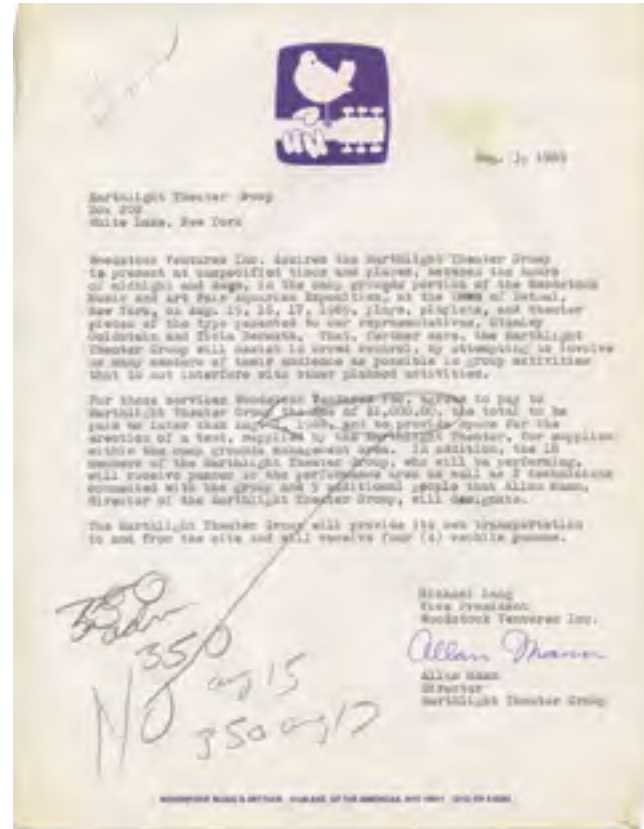 Aug. 3, 1969
Earthlight Theater Group
Box 202
White Lake, New York
Woodstock Ventures Inc. desires the Earthlight Theater Group
to present at unspecified times and places, between the hours
of midnight and dawn, in the camp grounds portion of the Woodstock
Music and Art Fair Aquarian Exposition, at the Town of Bethel,
New York, on Aug. 15, 16, 17, 1969, plays, playlets, and theater
pieces of the type presented to our representatives, Stanley
Goldstein and That, further more, the Earthlight
Theater Group will assist in crowd control, by attempting to involve
as many members of their audience as possible in group activities
that do not interfere with other planned activities.
For these services Woodstock Ventures Inc. agrees to pay to
Earthlight Theater Group the sum of $1,000.00, the total to be
paid no later than 1969, and to provide space for the
erection of a tent, supplied by the Earthlight Theater, for supplies
within the camp grounds management area. In addition, the 18
members of the Earthlight Theater Group, who will be performing,
will receive passes to the performance area as well as 2 technicians
connected with the group and 5 additional people that Allan Mann,
director of the Earthlight Theater Group, will designate.
The Earthlight Theater Group will provide its own transportation
to and from the site and will receive four (4) vechile passes.
Michael Lang
Vice President
Woodstock Ventures Inc.
Allan Mann
Allan Mann
Director
Earthlight Theater Group
350
adv
350
aug 15
NO
350 aug 17